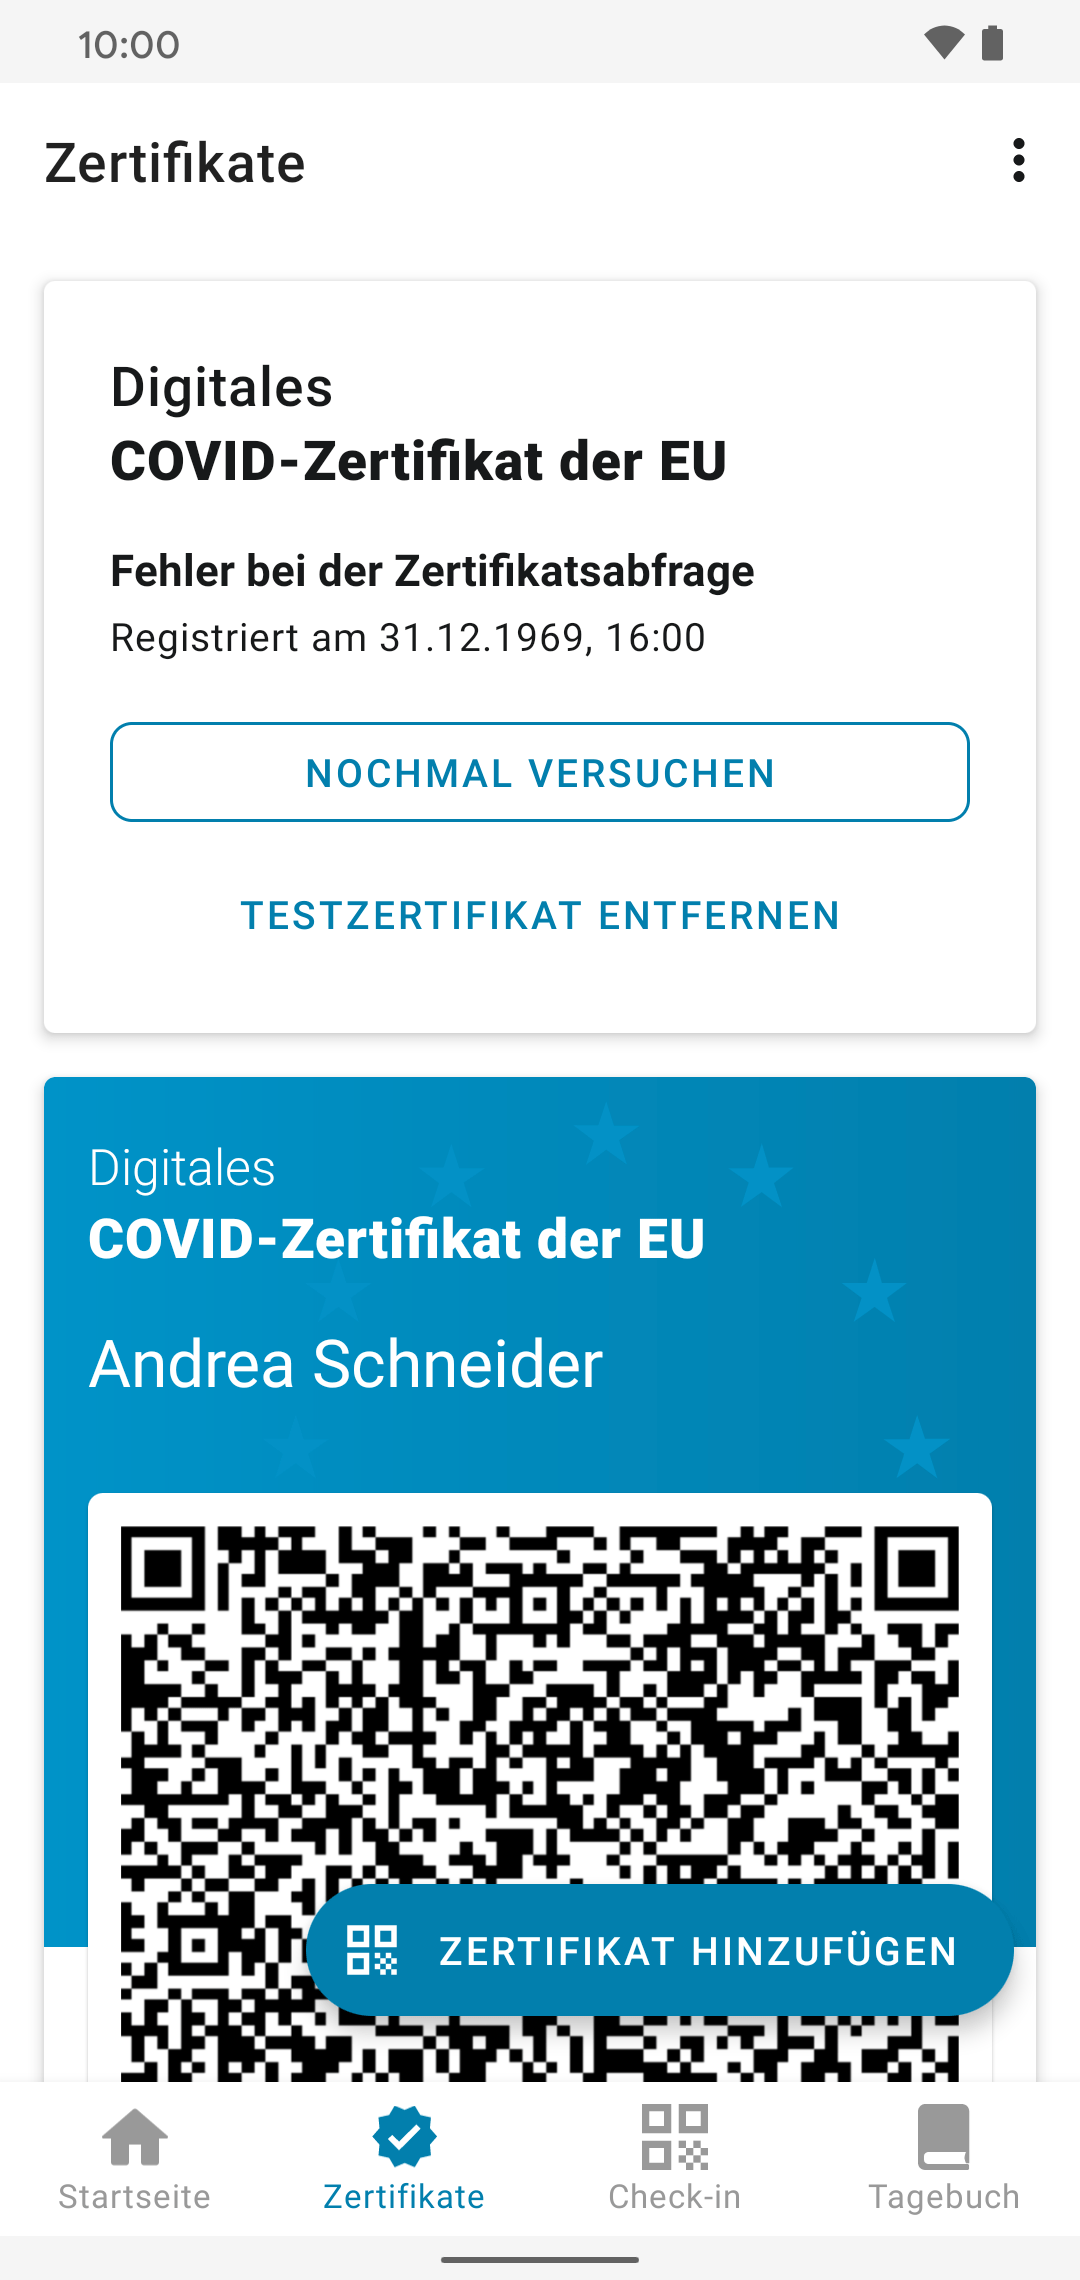 10:00
Zertifikate
Digitales
COVID-Zertifikat der EU
Fehler bei der Zertifikatsabfrage
Registriert am 31.12.1969, 16:00
NOCHMAL VERSUCHEN
TESTZERTIFIKAT ENTFERNEN
Digitales
COVID-Zertifikat der EU
Andrea Schneider
ZERTIFIKAT HINZUFÜGEN
Startseite
Zertifikate
Check-in
Tagebuch